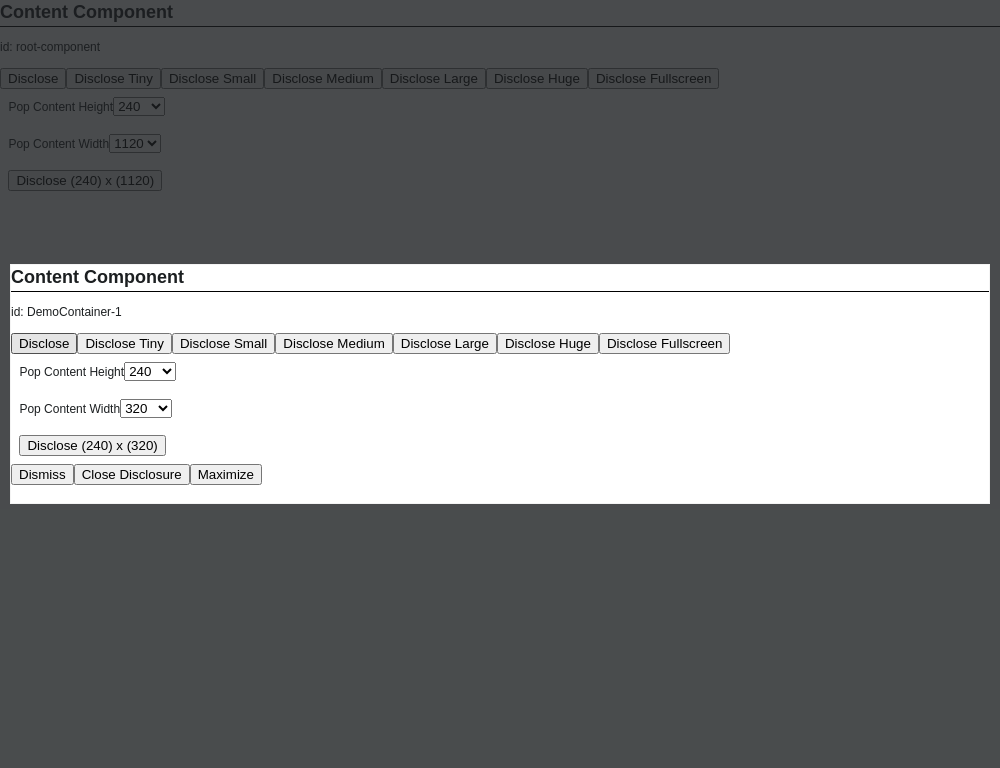 Content Component
id: root-component
Disclose Disclose Tiny Disclose Small Disclose Medium Disclose Large Disclose Huge Disclose Fullscreen
Pop Content Height 240
Pop Content Width 1120
Disclose (240) x (1120)
Content Component
id: DemoContainer-1
Disclose Disclose Tiny Disclose Small Disclose Medium Disclose Large Disclose Huge Disclose Fullscreen
Pop Content Height 240
Pop Content Width 320
Disclose (240) x (320)
Dismiss Close Disclosure Maximize